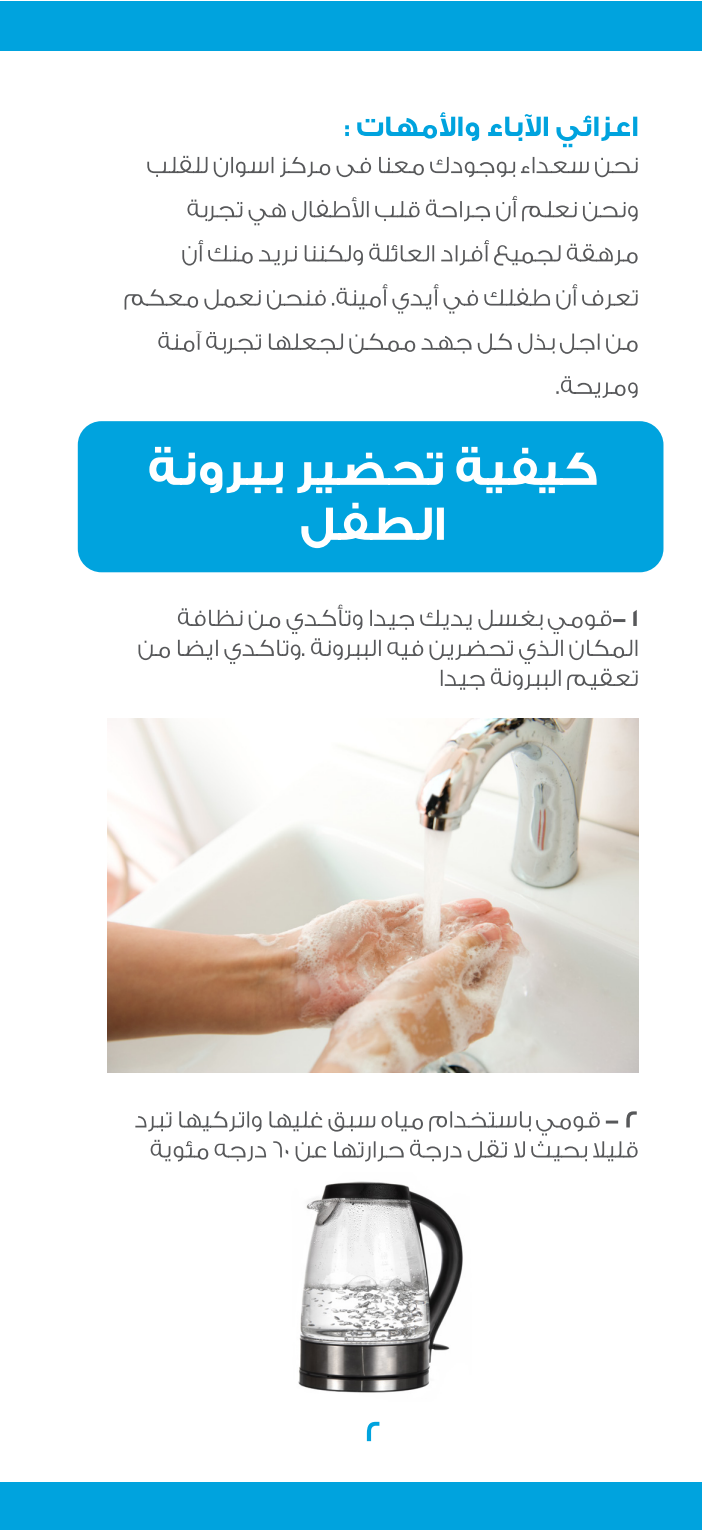 اعزائي الآباء والأمهات :
نحن سعداء بوجودك معنا فى مركز اسوان للقلب
ونحن نعلم أن جراحة قلب الأطفال هي تجربة
مرهقة لجميع أفراد العائلة ولكننا نريد منك أن
تعرف أن طفلك في أيدي أمينة. فنحن نعمل معكم
من اجل بذل كل جهد ممكن لجعلها تجربة آمنة
ومريحة.
كيفية تحضير ببرونة
الطفل
١ -قومي بغسل يديك جيدا وتأكدي من نظافة
المكان الذي تحضرين فيه الببرونة .وتاكدي ايضا من
تعقيم الببرونة جيدا
٢ - قومي باستخدام مياه سبق غليها واتركيها تبرد
قليلا بحيث لا تقل درجة حرارتها عن ٦٠ درجه مئوية
٢